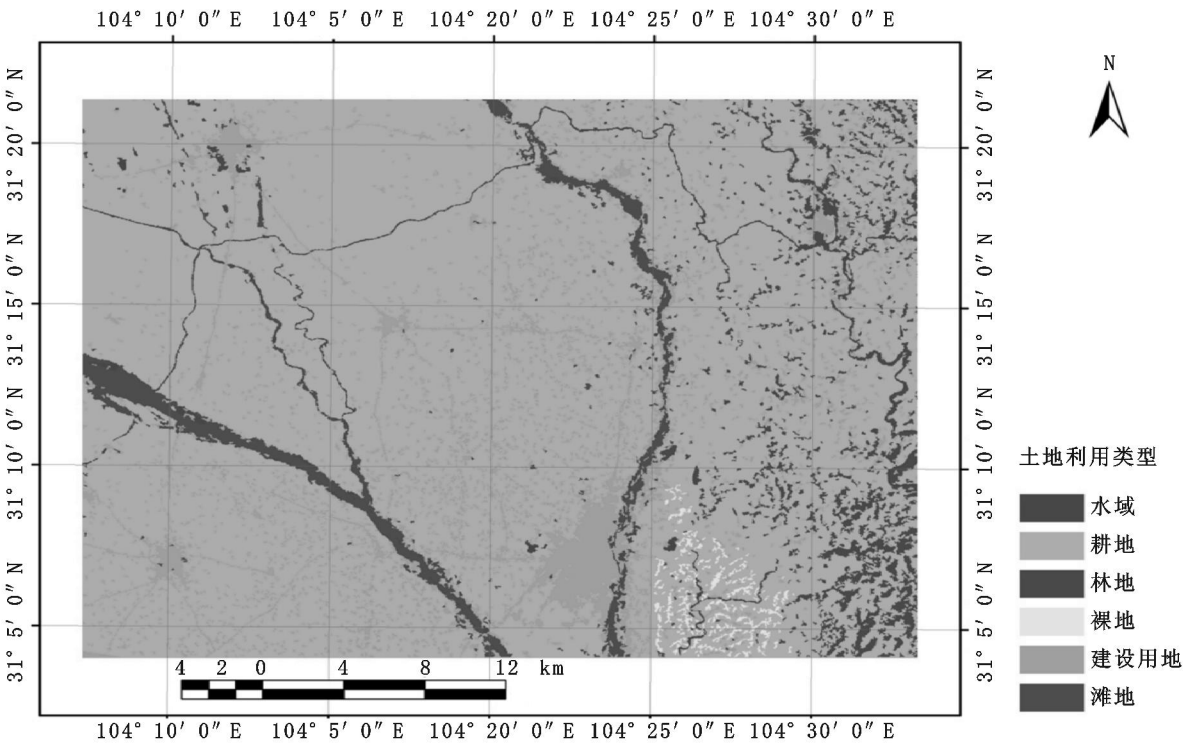 104° 10′ 0″ E 104° 5′ 0″ E 104° 20′ 0″ E 104° 25′ 0″ E 104° 30′ 0″ E
N
31° 20′ 0″ N
31° 15′ 0″ N
31° 10′ 0″ N
31° 5′ 0″ N
31° 20′ 0″ N
31° 15′ 0″ N
31° 10′ 0″ N
31° 5′ 0″ N
土地利用类型
水域
耕地
林地
裸地
建设用地
滩地
4 2 0 4 8 12 km
104° 10′ 0″ E 104° 5′ 0″ E 104° 20′ 0″ E 104° 25′ 0″ E 104° 30′ 0″ E